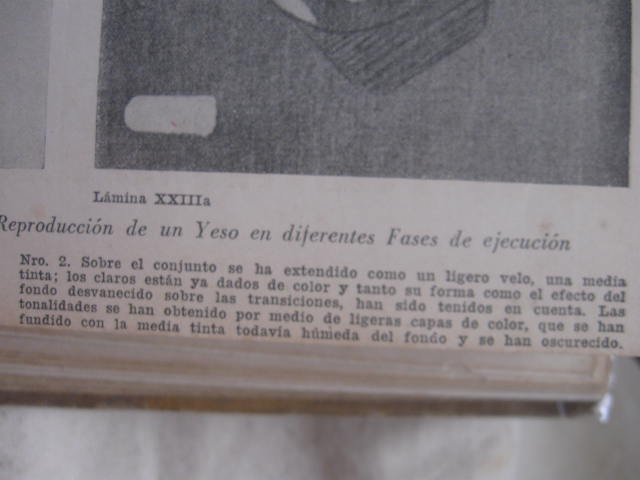 Lámina XXIIIa
Reproducción de un Yeso en diferentes Fases de ejecución
Nro. 2. Sobre el conjunto se ha extendido como un ligero velo, una media
tinta; los claros están ya dados de color y tanto su forma como el efecto del
fondo desvanecido sobre las transiciones, han sido tenidos en cuenta. Las
tonalidades se han obtenido por medio de ligeras capas de color, que se han
fundido con la media tinta todavía húmeda del fondo y se han oscurecido.